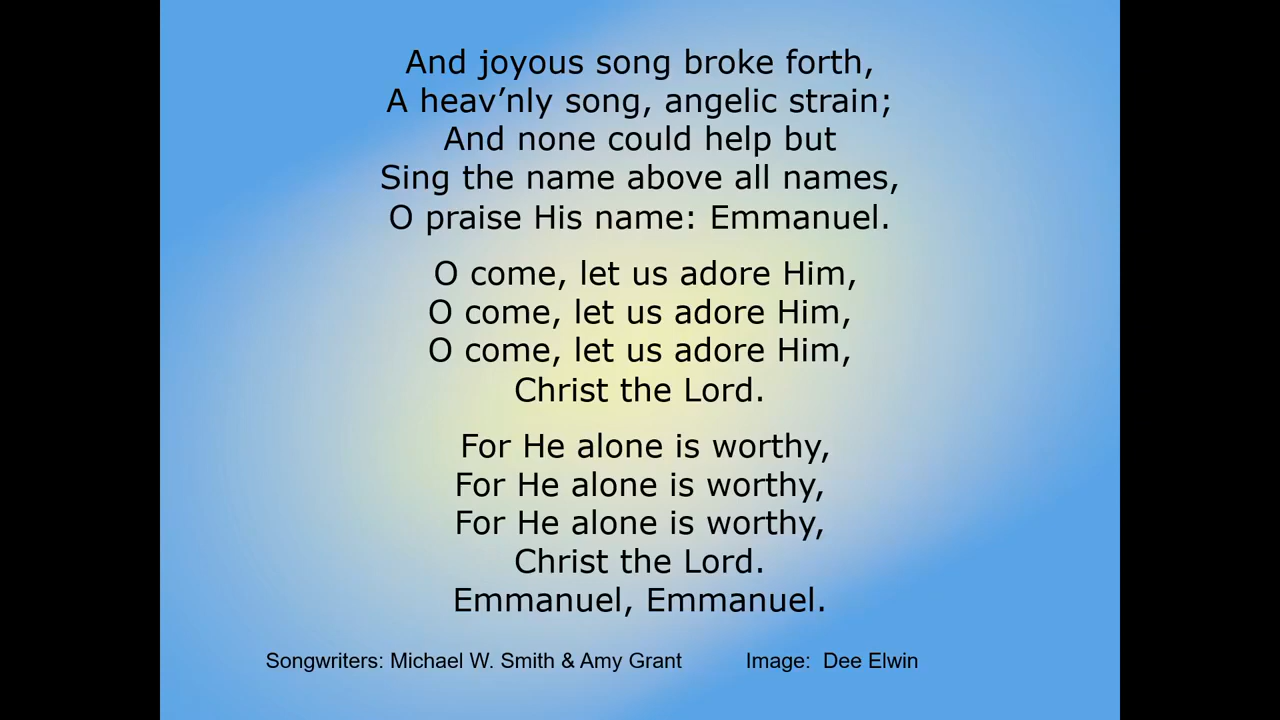 And joyous song broke forth,
A heav’nly song, angelic strain;
And none could help but
Sing the name above all names,
O praise His name: Emmanuel.
O come, let us adore Him,
O come, let us adore Him,
O come, let us adore Him,
Christ the Lord.
For He alone is worthy,
For He alone is worthy,
For He alone is worthy,
Christ the Lord.
Emmanuel, Emmanuel.
Songwriters: Michael W. Smith & Amy Grant Image: Dee Elwin